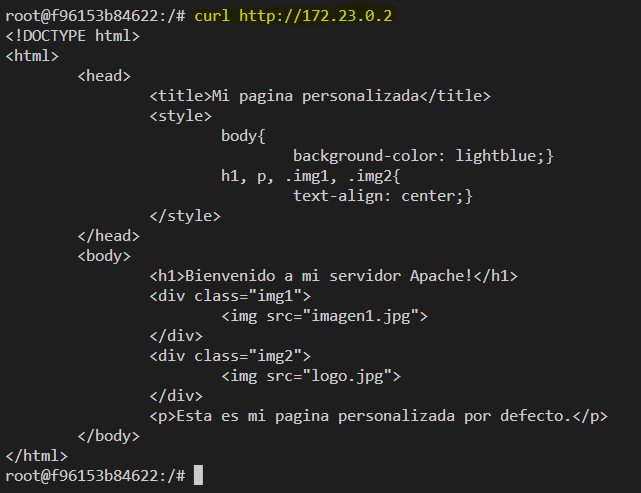 root@f96153b84622:/# curl http://172.23.0.2
<!DOCTYPE html>
<html>
        <head>
                <title>Mi pagina personalizada</title>
                <style>
                        body{
                                background-color: lightblue;}
                        h1, p, .img1, .img2{
                                text-align: center;}
                </style>
        </head>
        <body>
                <h1>Bienvenido a mi servidor Apache!</h1>
                <div class="img1">
                        <img src="imagen1.jpg">
                </div>
                <div class="img2">
                        <img src="logo.jpg">
                </div>
                <p>Esta es mi pagina personalizada por defecto.</p>
        </body>
</html>
root@f96153b84622:/#